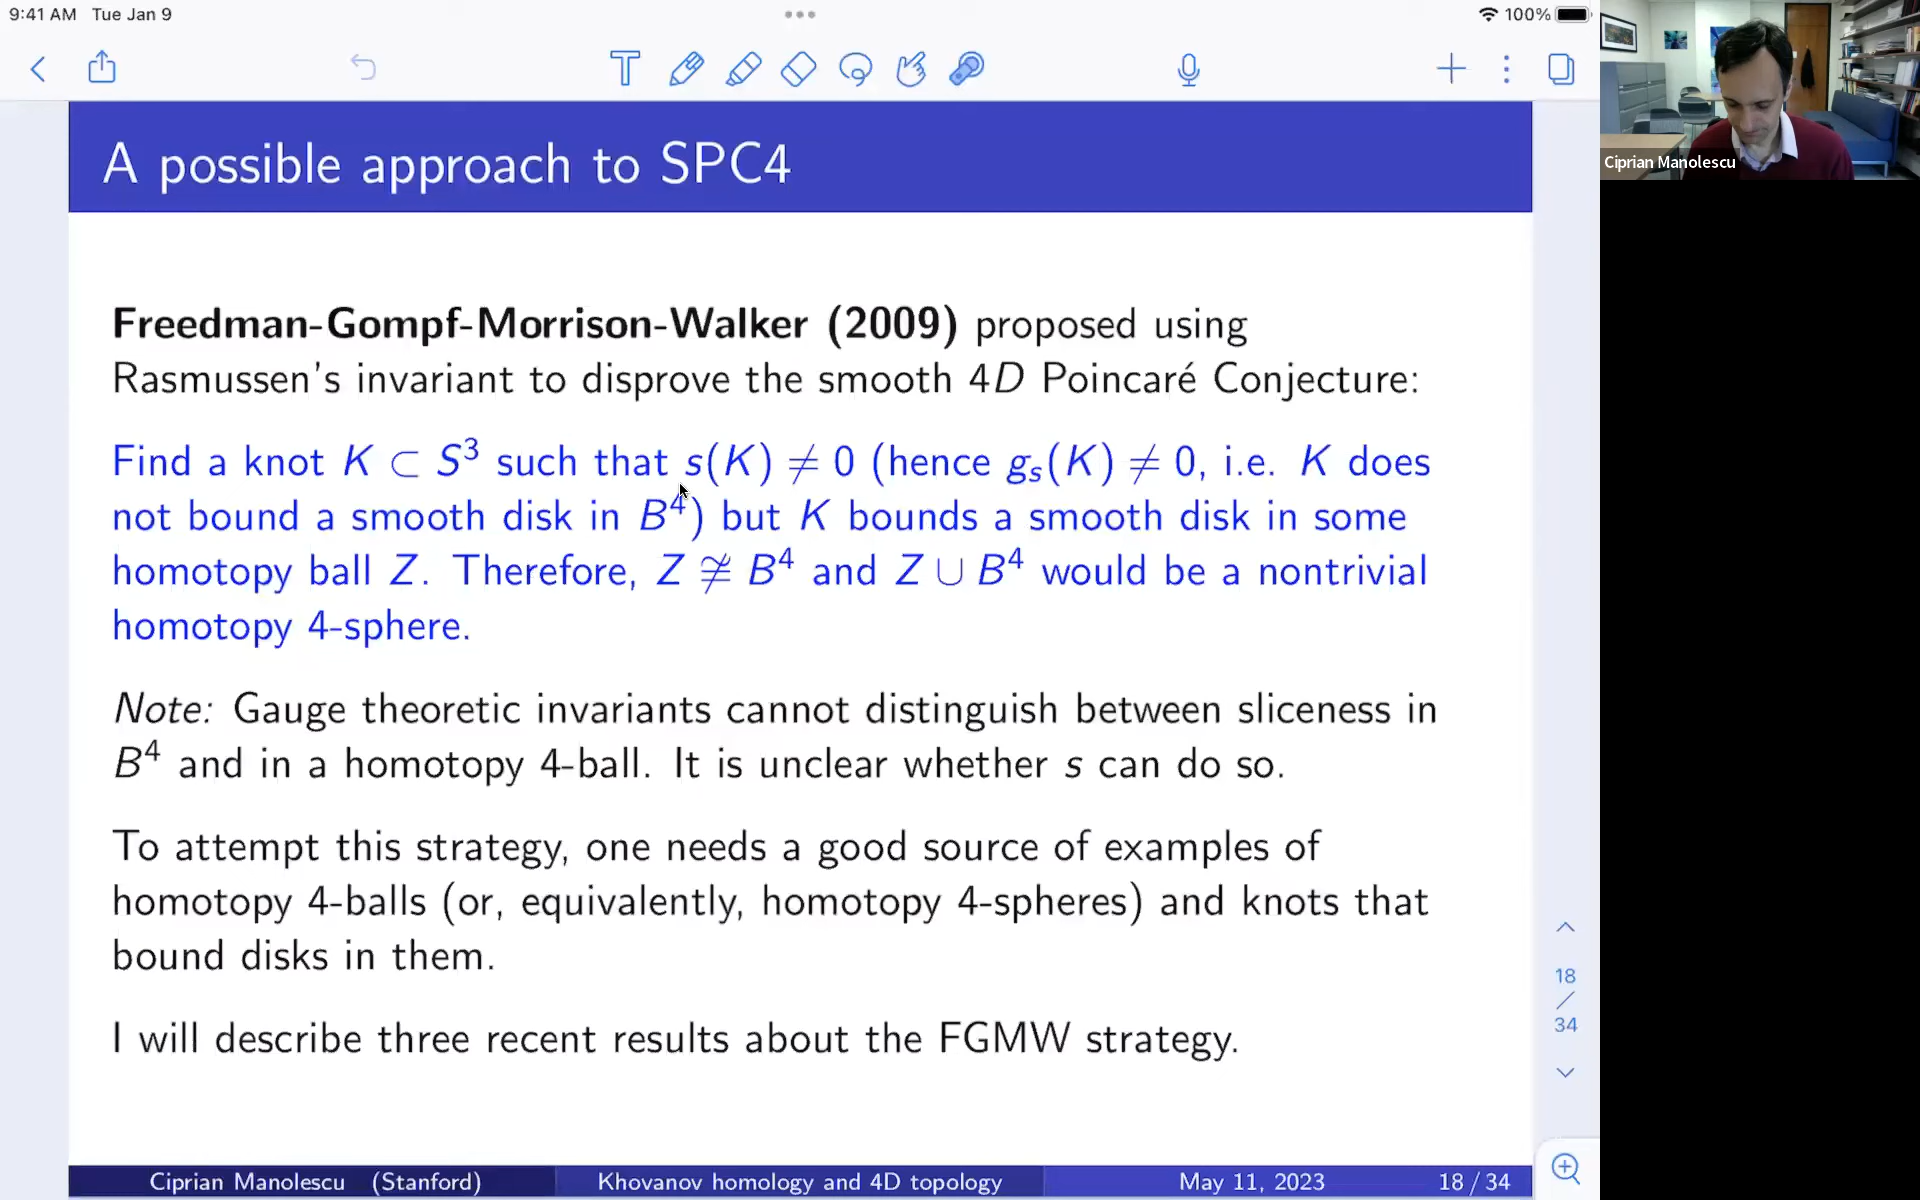 9:41 AM Tue Jan 9
100%
Ciprian Manolescu
A possible approach to SPC4
Freedman-Gompf-Morrison-Walker (2009) proposed using
Rasmussen's invariant to disprove the smooth 4D Poincaré Conjecture:
Find a knot K ⊂ S³ such that s(K) ≠ 0 (hence gₛ(K) ≠ 0, i.e. K does
not bound a smooth disk in B⁴) but K bounds a smooth disk in some
homotopy ball Z. Therefore, Z ≇ B⁴ and Z ∪ B⁴ would be a nontrivial
homotopy 4-sphere.
Note: Gauge theoretic invariants cannot distinguish between sliceness in
B⁴ and in a homotopy 4-ball. It is unclear whether s can do so.
To attempt this strategy, one needs a good source of examples of
homotopy 4-balls (or, equivalently, homotopy 4-spheres) and knots that
bound disks in them.
I will describe three recent results about the FGMW strategy.
18
/
34
Ciprian Manolescu (Stanford) Khovanov homology and 4D topology May 11, 2023 18 / 34